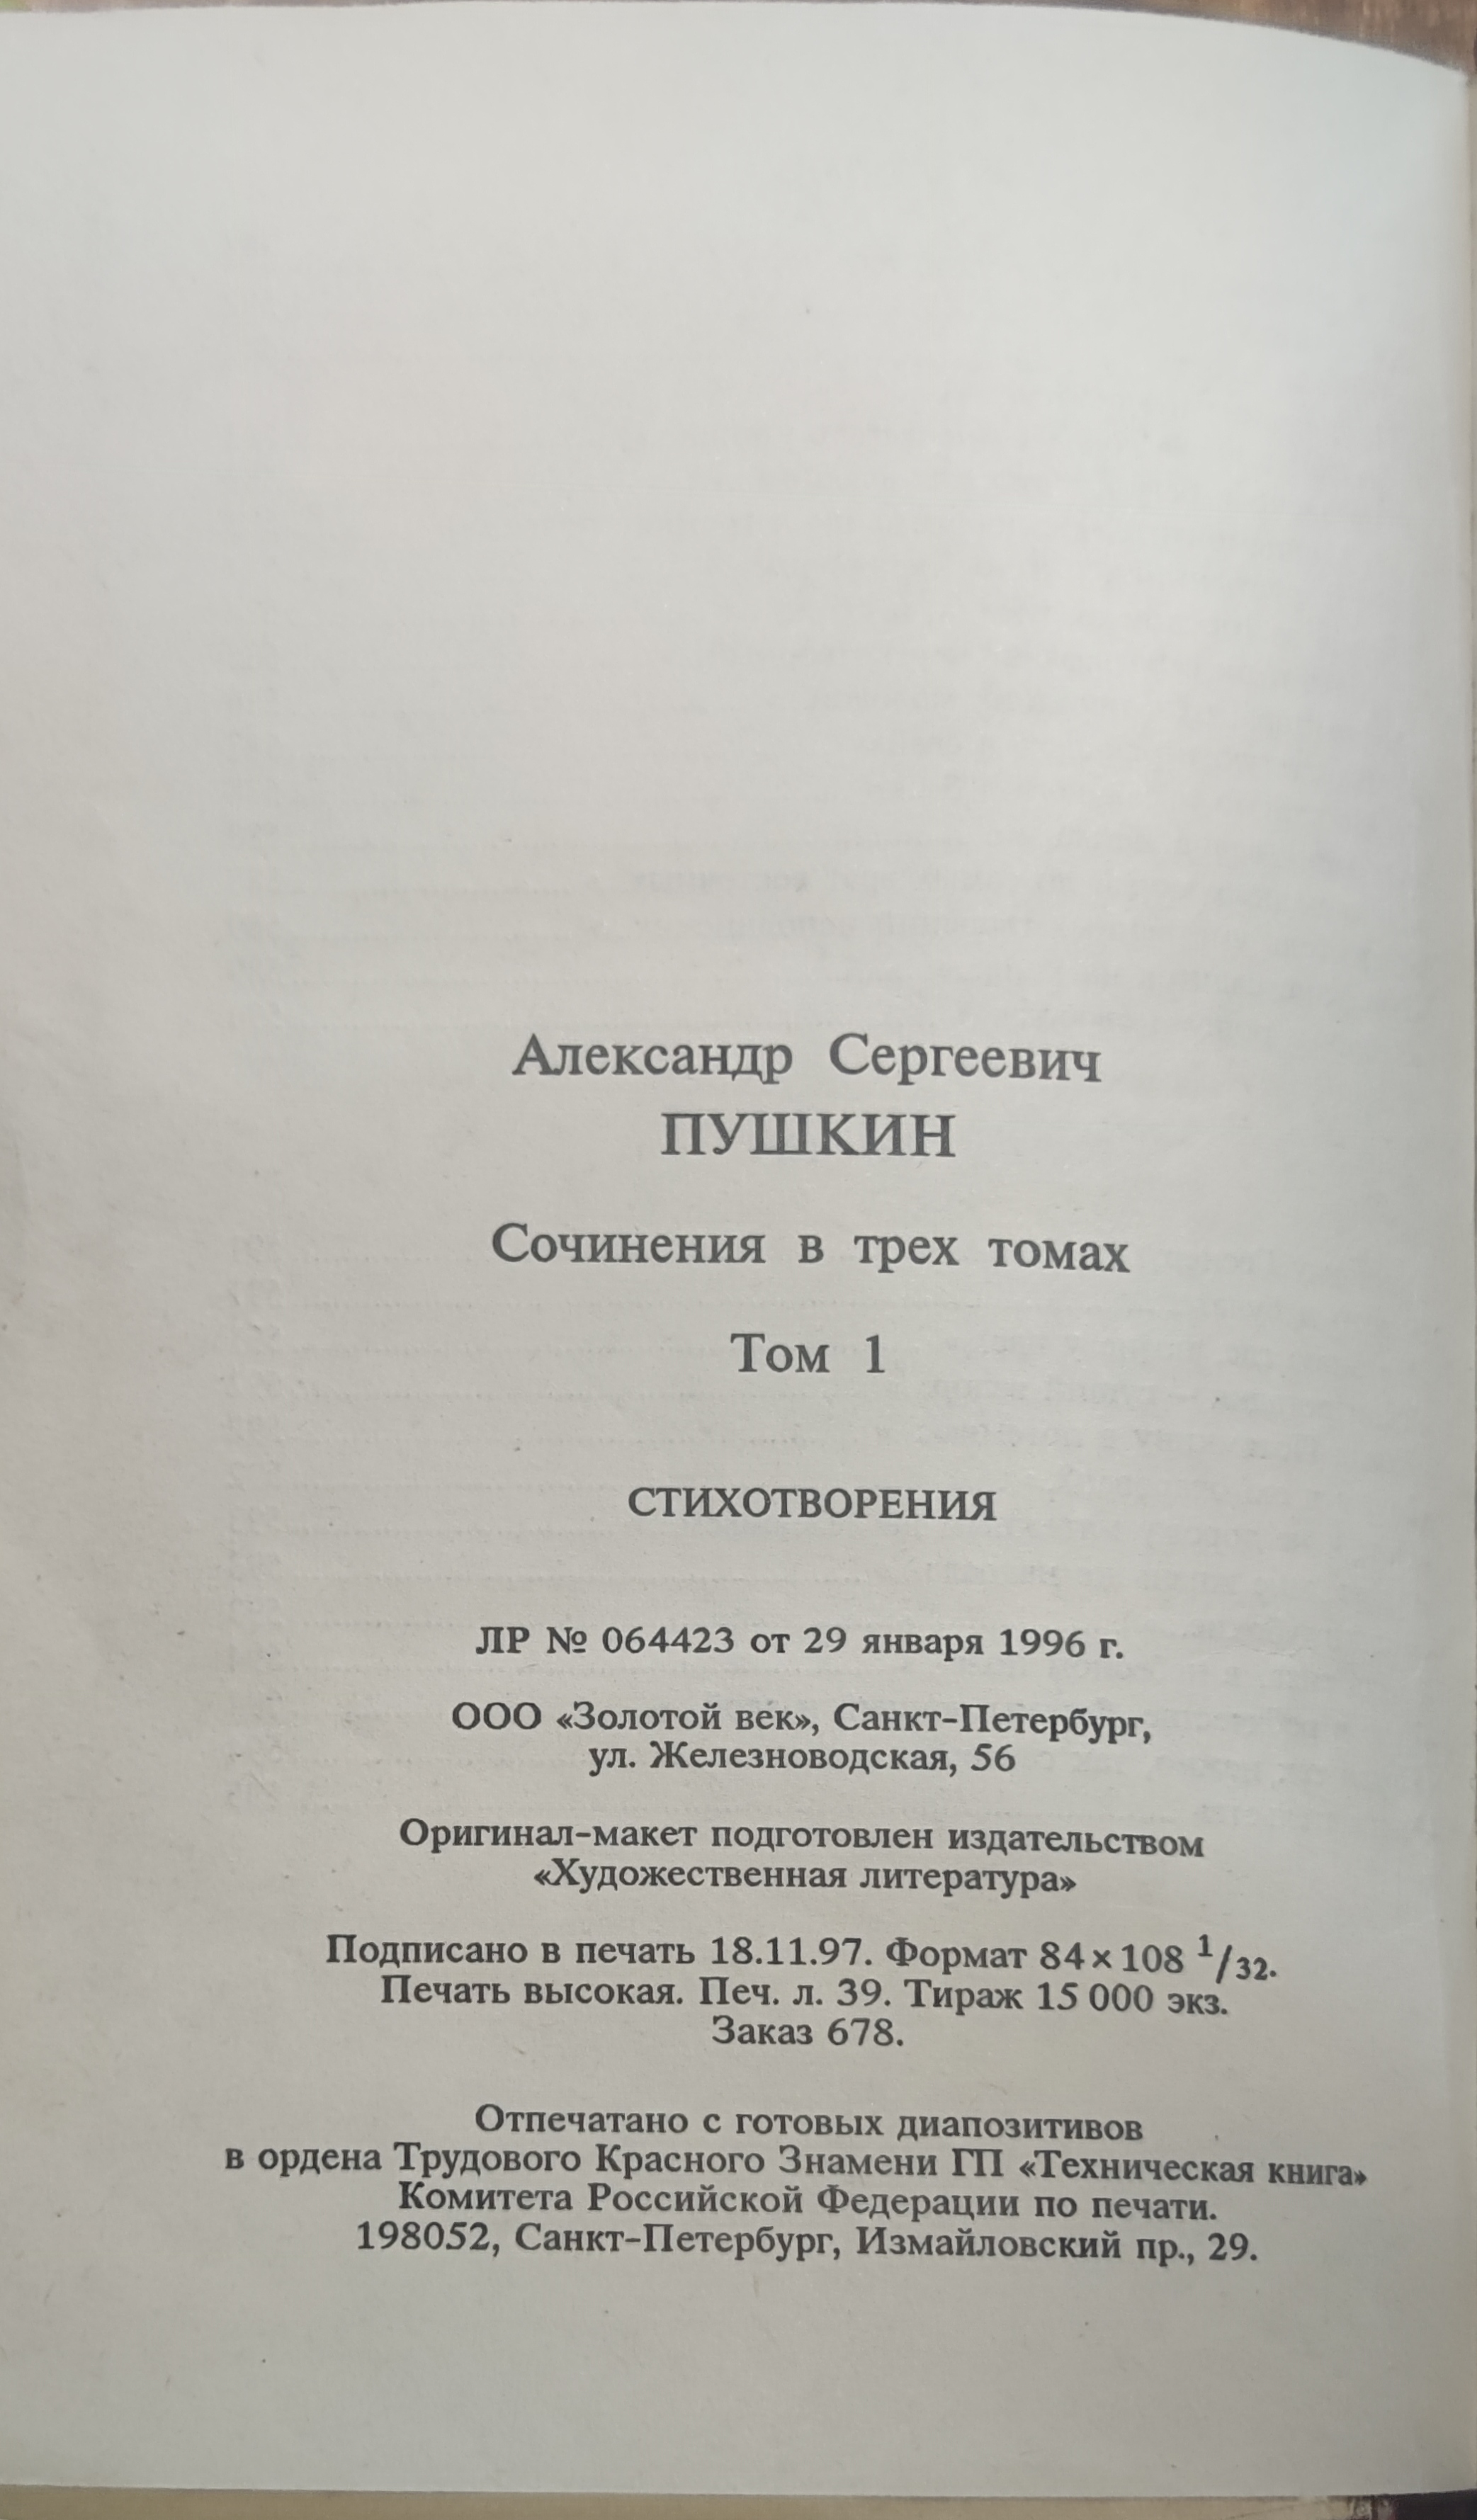 Александр Сергеевич
ПУШКИН
Сочинения в трех томах
Том 1
СТИХОТВОРЕНИЯ
ЛР № 064423 от 29 января 1996 г.
ООО «Золотой век», Санкт-Петербург,
ул. Железноводская, 56
Оригинал-макет подготовлен издательством
«Художественная литература»
Подписано в печать 18.11.97. Формат 84×108 1/32.
Печать высокая. Печ. л. 39. Тираж 15 000 экз.
Заказ 678.
Отпечатано с готовых диапозитивов
в ордена Трудового Красного Знамени ГП «Техническая книга»
Комитета Российской Федерации по печати.
198052, Санкт-Петербург, Измайловский пр., 29.